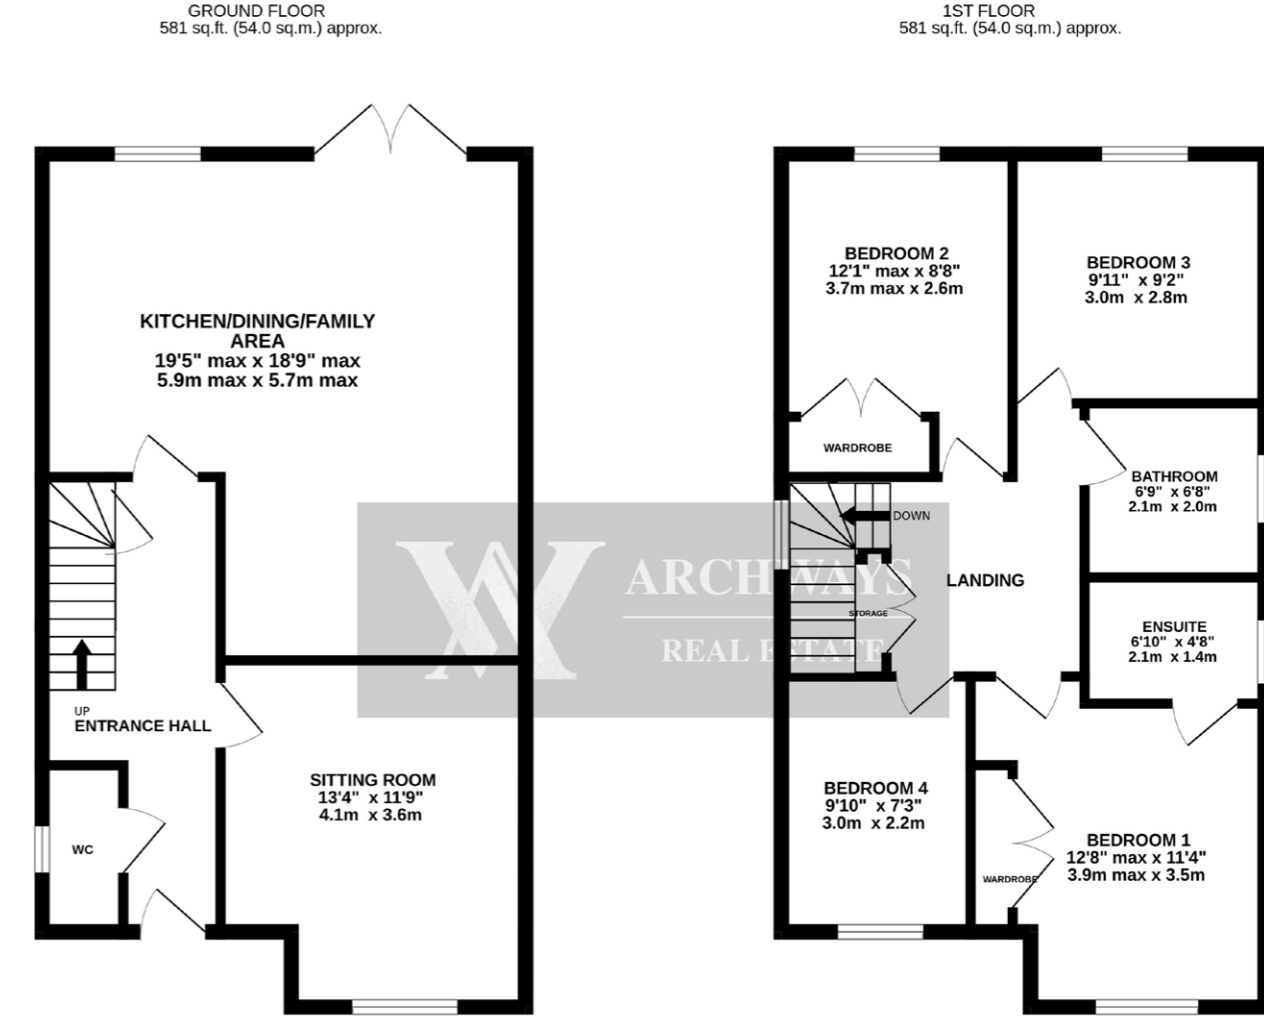 GROUND FLOOR
581 sq.ft. (54.0 sq.m.) approx.
KITCHEN/DINING/FAMILY
AREA
19'5" max x 18'9" max
5.9m max x 5.7m max
UP
ENTRANCE HALL
SITTING ROOM
13'4" x 11'9"
4.1m x 3.6m
WC
1ST FLOOR
581 sq.ft. (54.0 sq.m.) approx.
BEDROOM 2
12'1" max x 8'8"
3.7m max x 2.6m
BEDROOM 3
9'11" x 9'2"
3.0m x 2.8m
WARDROBE
BATHROOM
6'9" x 6'8"
2.1m x 2.0m
DOWN
LANDING
STORAGE
ENSUITE
6'10" x 4'8"
2.1m x 1.4m
BEDROOM 4
9'10" x 7'3"
3.0m x 2.2m
BEDROOM 1
12'8" max x 11'4"
3.9m max x 3.5m
WARDROBE
ARCHWAYS
REAL ESTATE